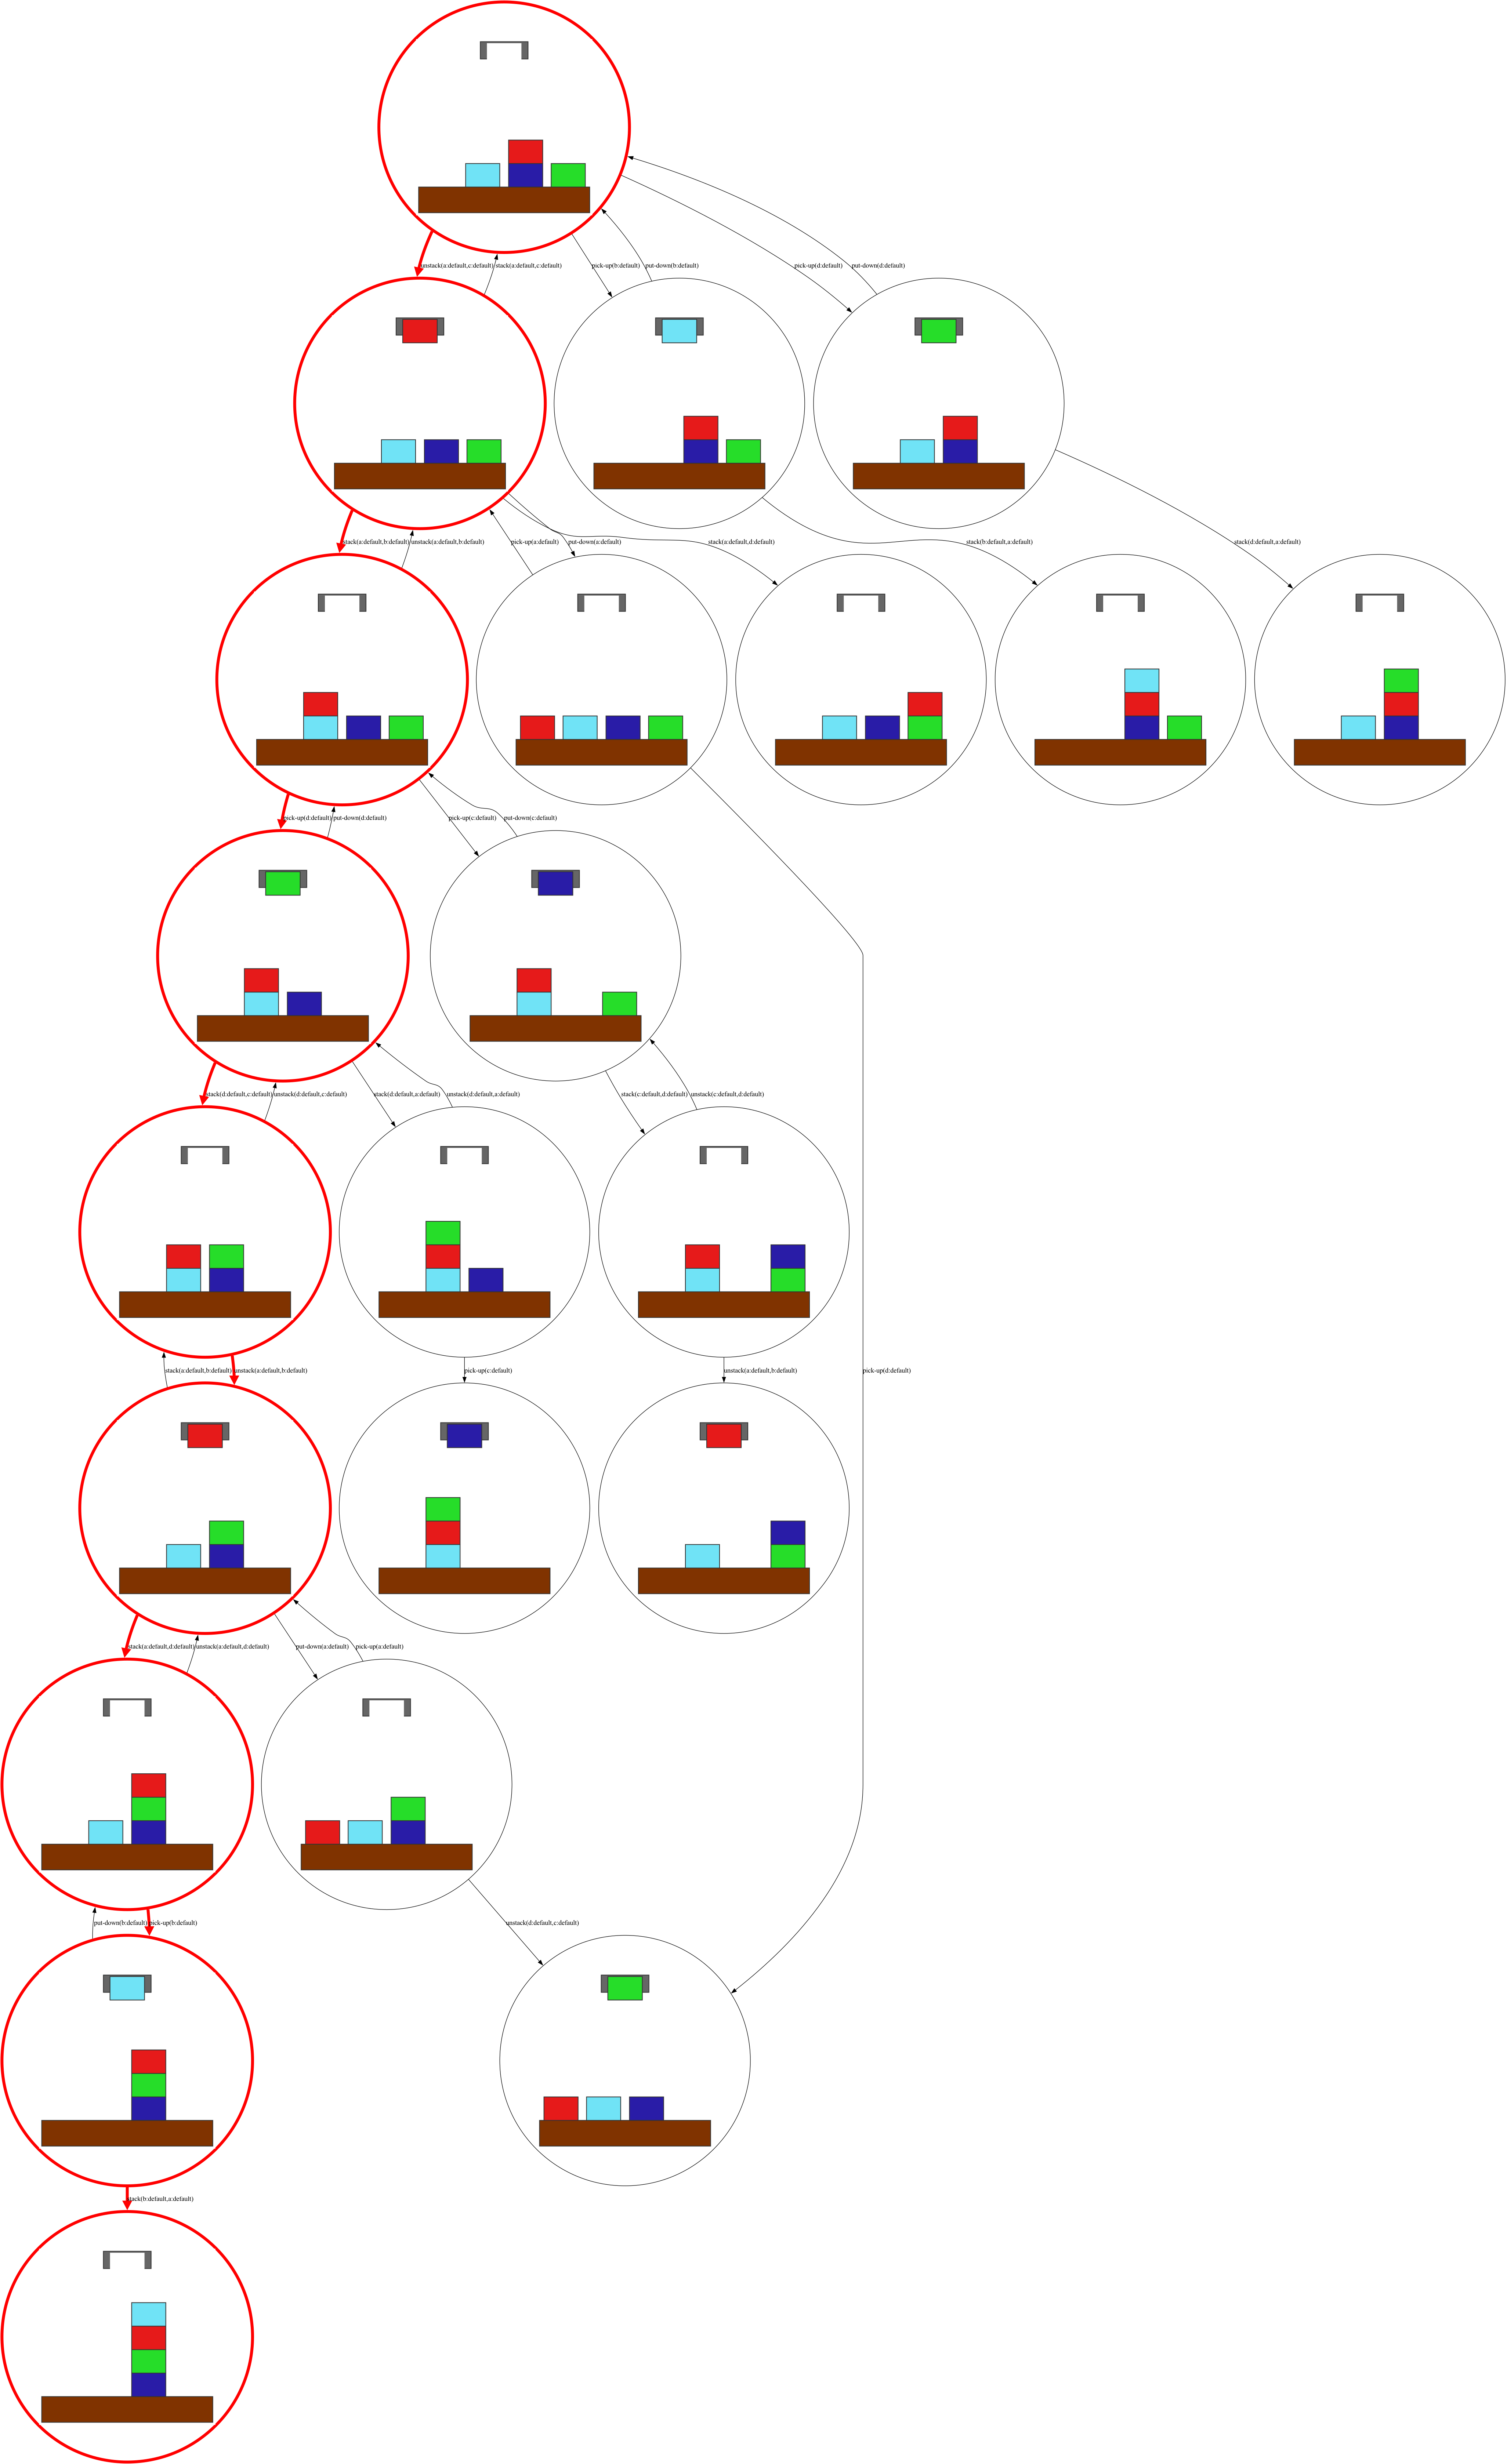 unstack(a:default,c:default)
stack(a:default,c:default)
pick-up(b:default)
put-down(b:default)
pick-up(d:default)
put-down(d:default)
stack(a:default,b:default)
unstack(a:default,b:default)
pick-up(a:default)
put-down(a:default)
stack(a:default,d:default)
stack(b:default,a:default)
stack(d:default,a:default)
pick-up(d:default)
put-down(d:default)
pick-up(c:default)
put-down(c:default)
stack(d:default,c:default)
unstack(d:default,c:default)
stack(d:default,a:default)
unstack(d:default,a:default)
stack(c:default,d:default)
unstack(c:default,d:default)
stack(a:default,b:default)
unstack(a:default,b:default)
pick-up(c:default)
unstack(a:default,b:default)
pick-up(d:default)
stack(a:default,d:default)
unstack(a:default,d:default)
put-down(a:default)
pick-up(a:default)
put-down(b:default)
pick-up(b:default)
unstack(d:default,c:default)
stack(b:default,a:default)